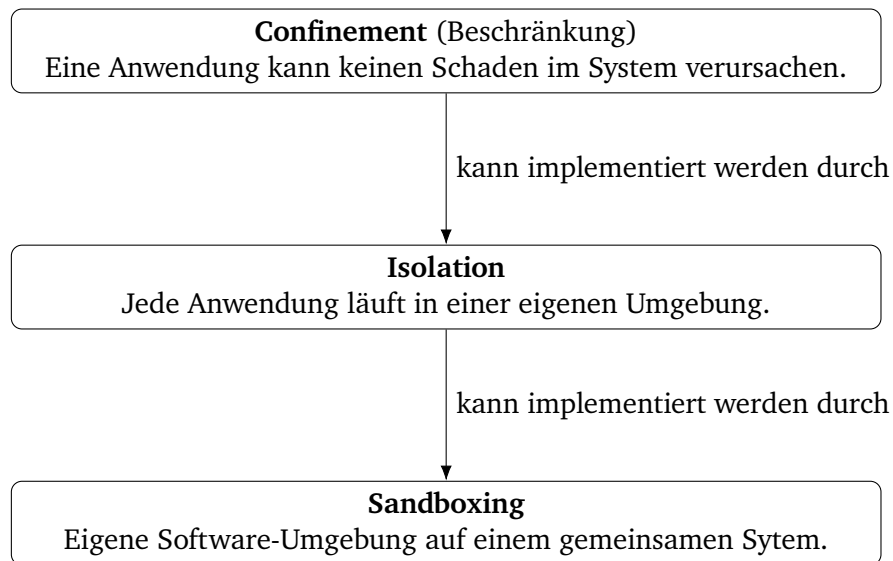 Confinement (Beschränkung)
Eine Anwendung kann keinen Schaden im System verursachen.
kann implementiert werden durch
Isolation
Jede Anwendung läuft in einer eigenen Umgebung.
kann implementiert werden durch
Sandboxing
Eigene Software-Umgebung auf einem gemeinsamen Sytem.